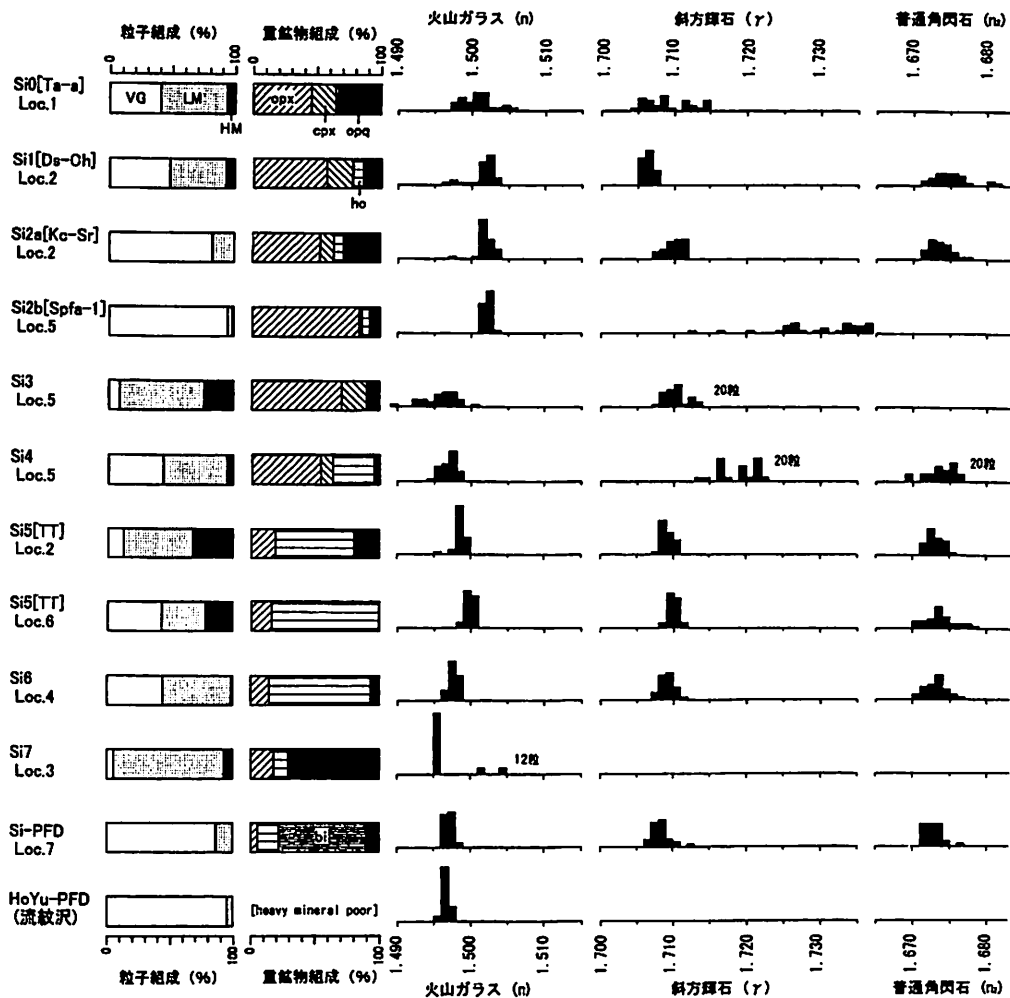 粒子組成 (%)
重鉱物組成 (%)
火山ガラス (n)
斜方輝石 (γ)
普通角閃石 (n₂)
0 100
0 100
1.490 1.500 1.510
1.700 1.710 1.720 1.730
1.670 1.680
Si0[Ta-a]
Loc.1
VG LM HM
opx cpx opq
Si1[Ds-Oh]
Loc.2
ho
Si2a[Kc-Sr]
Loc.2
Si2b[Spfa-1]
Loc.5
Si3
Loc.5
20粒
Si4
Loc.5
20粒
20粒
Si5[TT]
Loc.2
Si5[TT]
Loc.6
Si6
Loc.4
Si7
Loc.3
12粒
Si-PFD
Loc.7
bi
HoYu-PFD
(流紋沢)
[heavy mineral poor]
0 100
0 100
1.490 1.500 1.510
1.700 1.710 1.720 1.730
1.670 1.680
粒子組成 (%)
重鉱物組成 (%)
火山ガラス (n)
斜方輝石 (γ)
普通角閃石 (n₂)